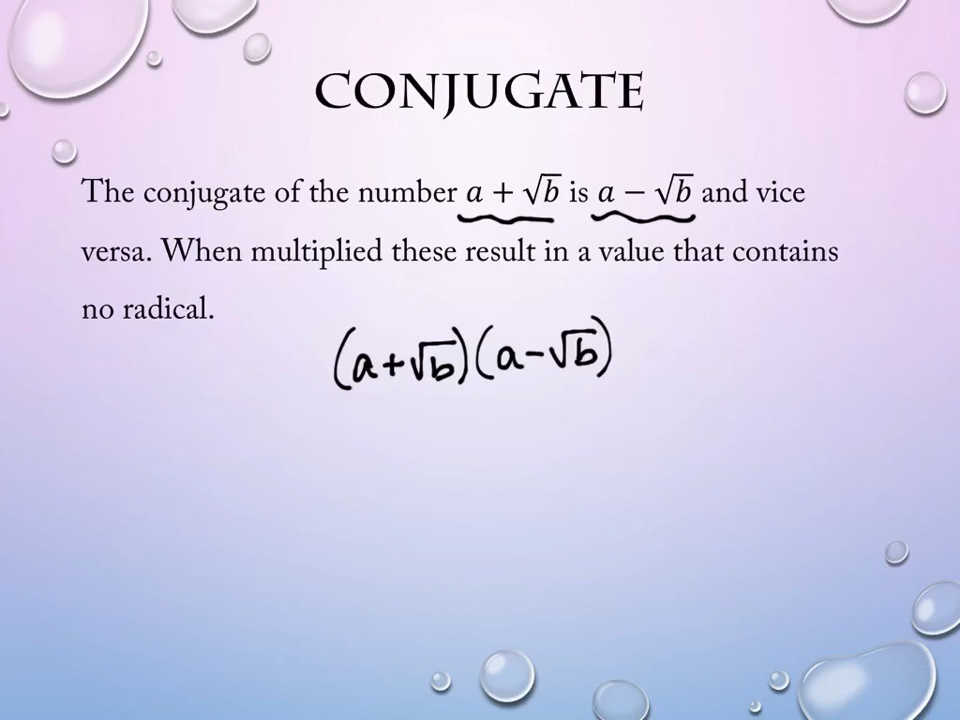 CONJUGATE
The conjugate of the number a + √b is a − √b and vice
versa. When multiplied these result in a value that contains
no radical.
(a+√b)(a-√b)